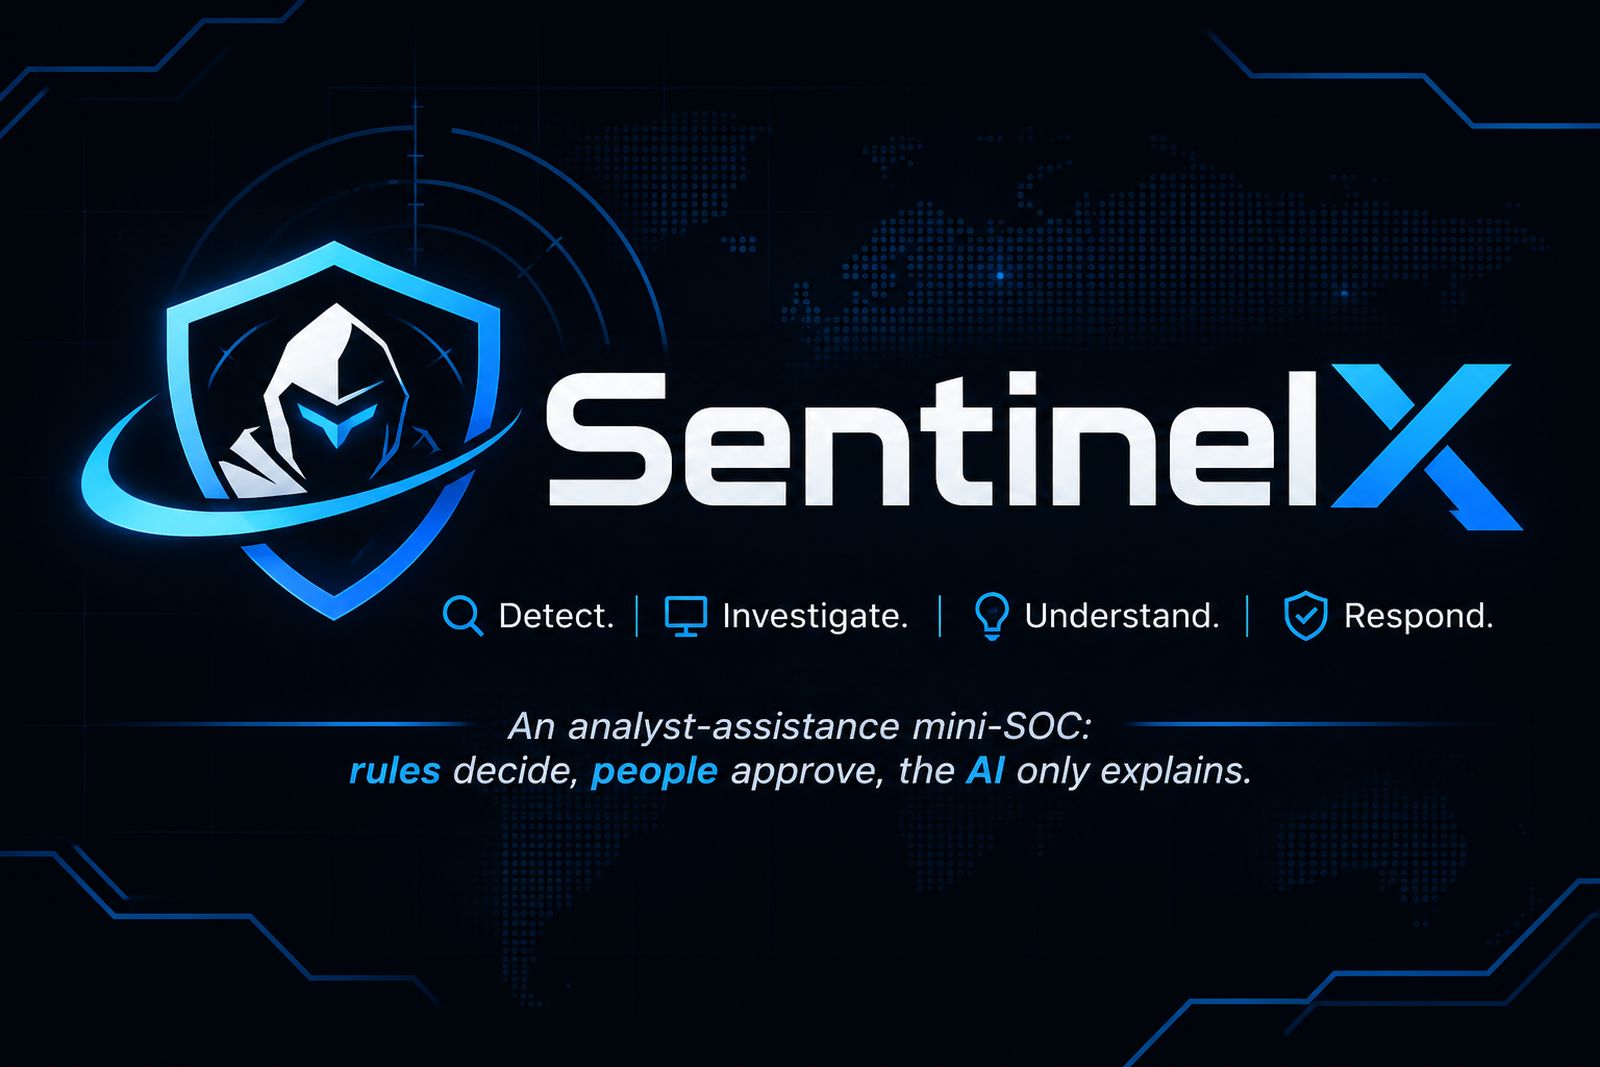 SentinelX
Detect. | Investigate. | Understand. | Respond.
An analyst-assistance mini-SOC:
rules decide, people approve, the AI only explains.